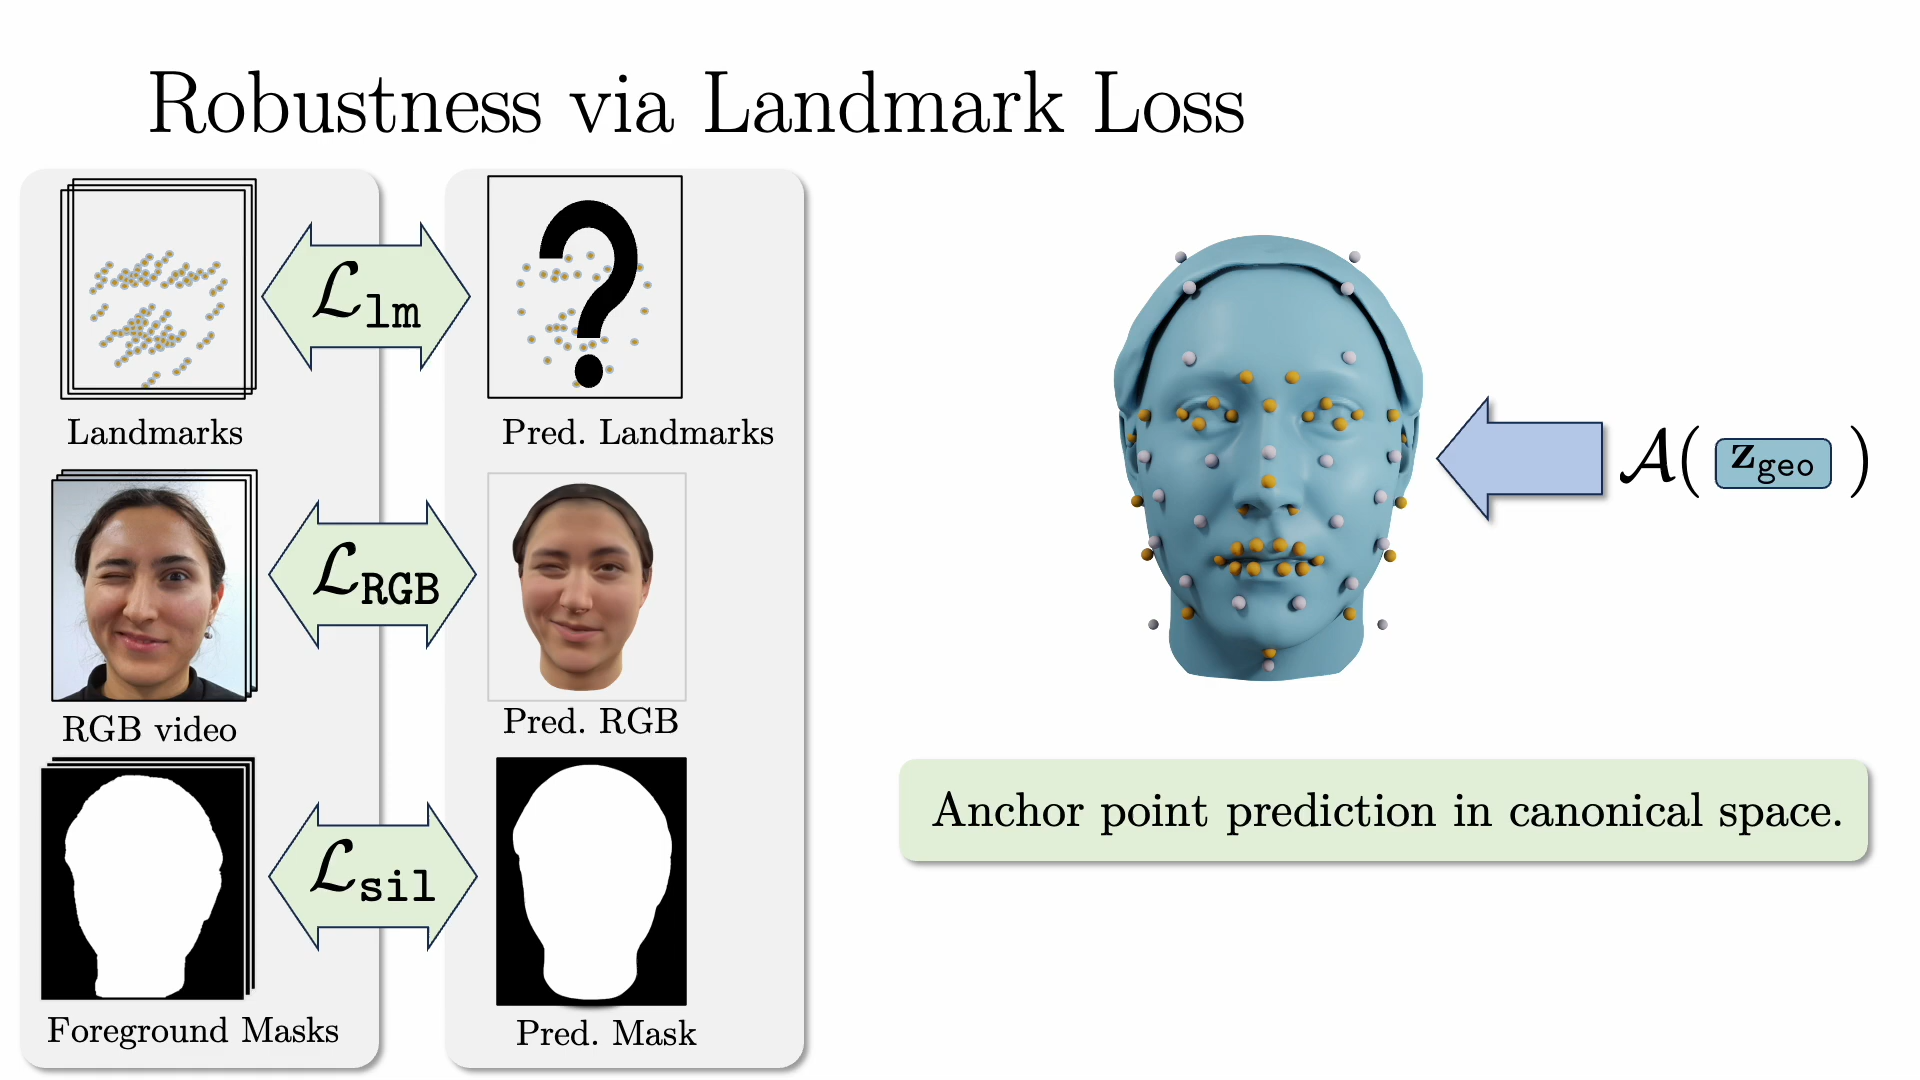 Robustness via Landmark Loss
ℒlm
?
Landmarks
Pred. Landmarks
ℒRGB
RGB video
Pred. RGB
ℒsil
Foreground Masks
Pred. Mask
𝒜( zgeo )
Anchor point prediction in canonical space.